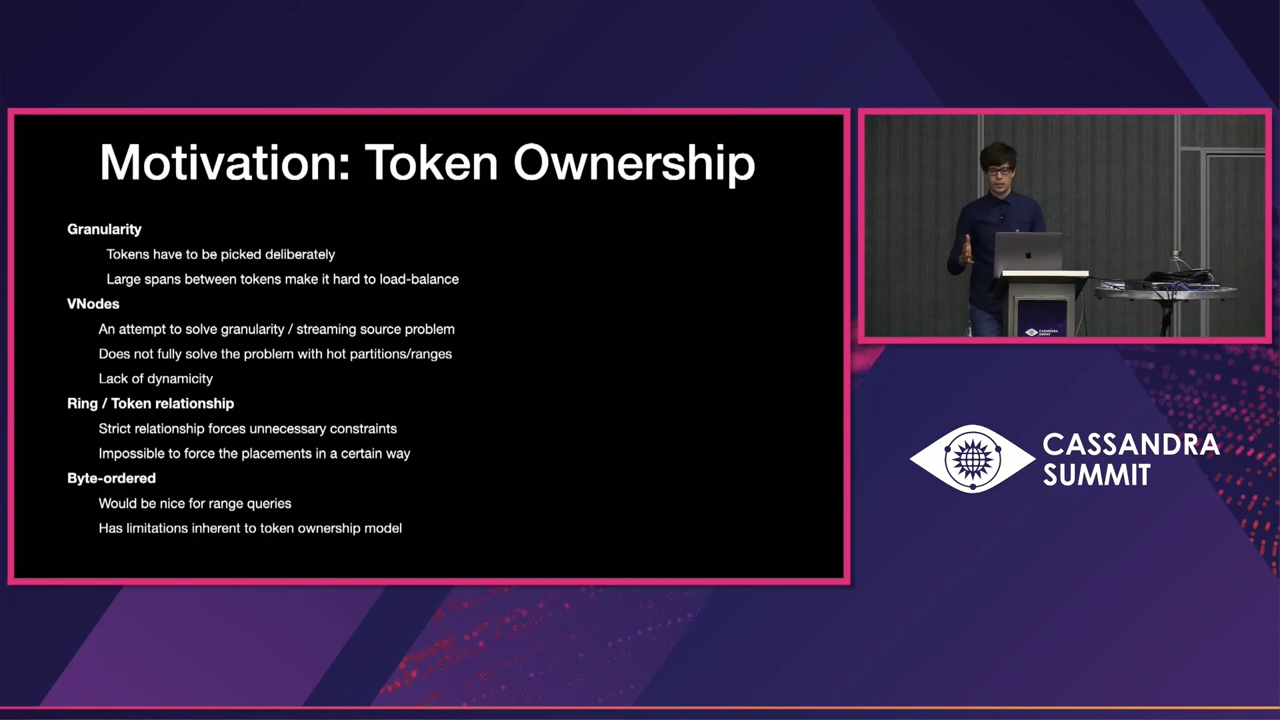 Motivation: Token Ownership
Granularity
Tokens have to be picked deliberately
Large spans between tokens make it hard to load-balance
VNodes
An attempt to solve granularity / streaming source problem
Does not fully solve the problem with hot partitions/ranges
Lack of dynamicity
Ring / Token relationship
Strict relationship forces unnecessary constraints
Impossible to force the placements in a certain way
Byte-ordered
Would be nice for range queries
Has limitations inherent to token ownership model
CASSANDRA
SUMMIT
CASSANDRA
SUMMIT